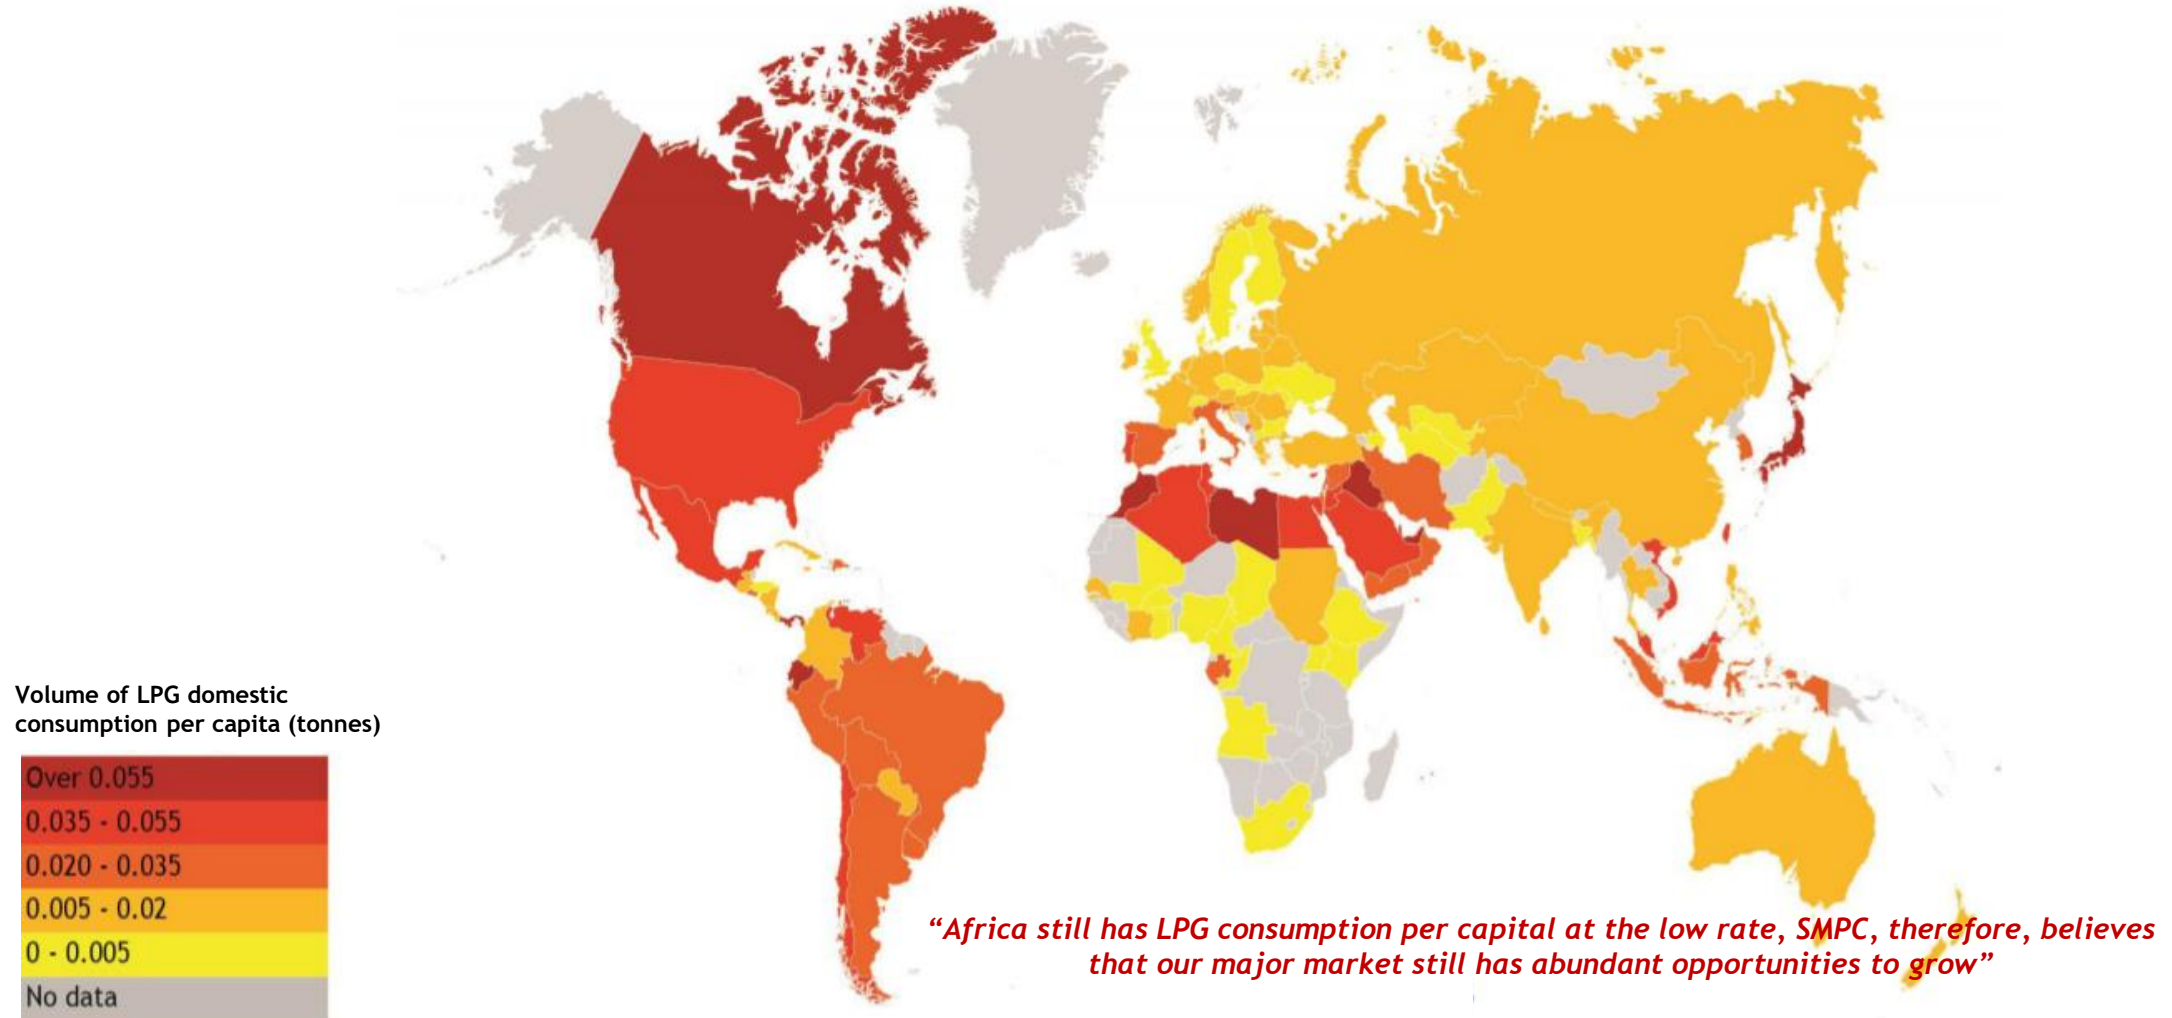 Volume of LPG domestic
consumption per capita (tonnes)
Over 0.055
0.035 - 0.055
0.020 - 0.035
0.005 - 0.02
0 - 0.005
No data
“Africa still has LPG consumption per capital at the low rate, SMPC, therefore, believes
that our major market still has abundant opportunities to grow”